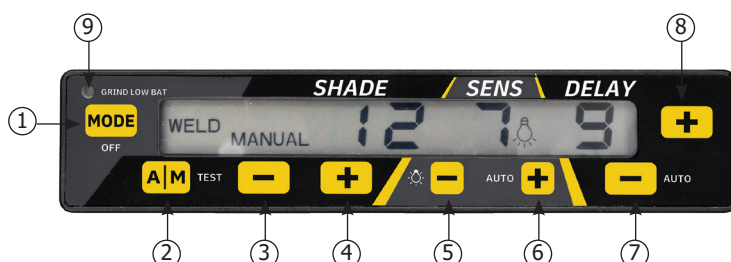 9 8
GRIND LOW BAT SHADE SENS DELAY
1 MODE WELD MANUAL 12 7 9 +
OFF
A|M TEST − + − AUTO + − AUTO
2 3 4 5 6 7